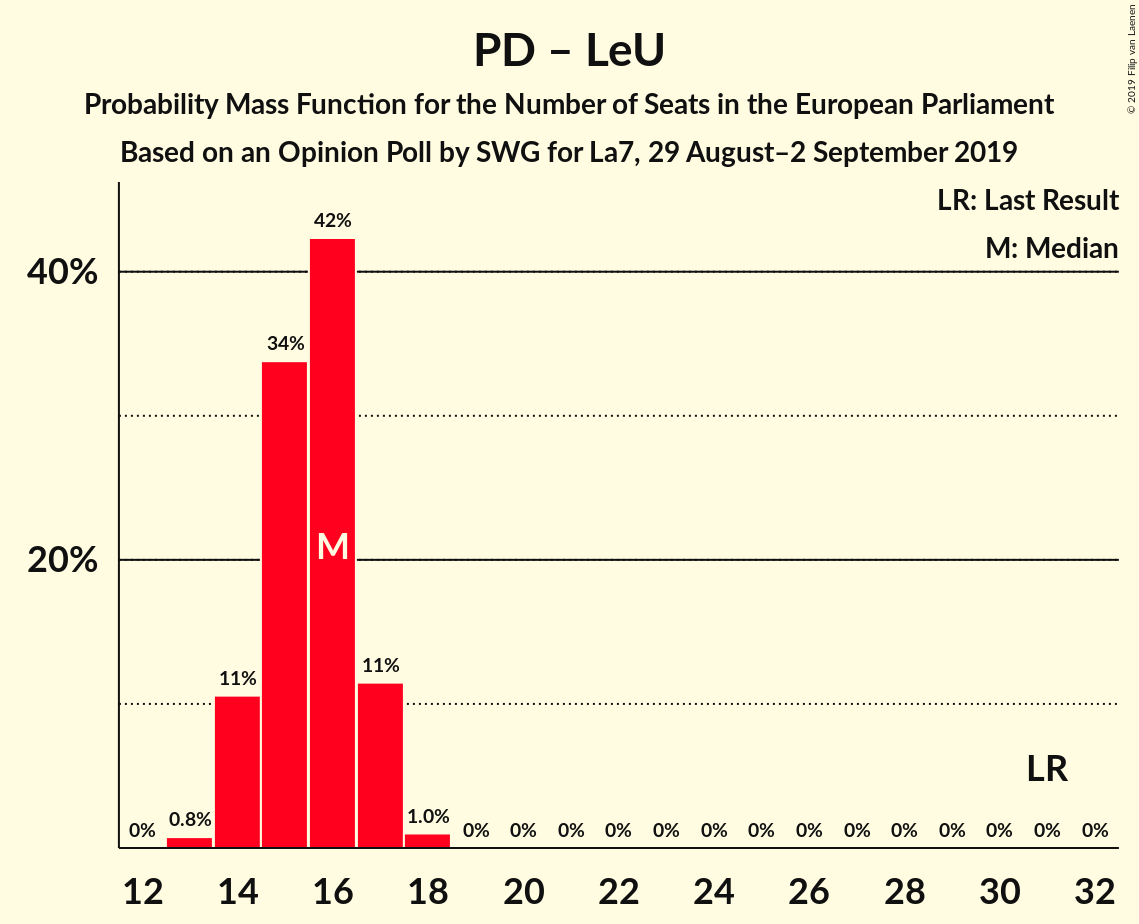 PD – LeU
Probability Mass Function for the Number of Seats in the European Parliament
Based on an Opinion Poll by SWG for La7, 29 August–2 September 2019
© 2019 Filip van Laenen
LR: Last Result
M: Median
40%
20%
0% 0.8% 11% 34% 42% 11% 1.0% 0% 0% 0% 0% 0% 0% 0% 0% 0% 0% 0% 0% 0% 0%
M
LR
12 14 16 18 20 22 24 26 28 30 32